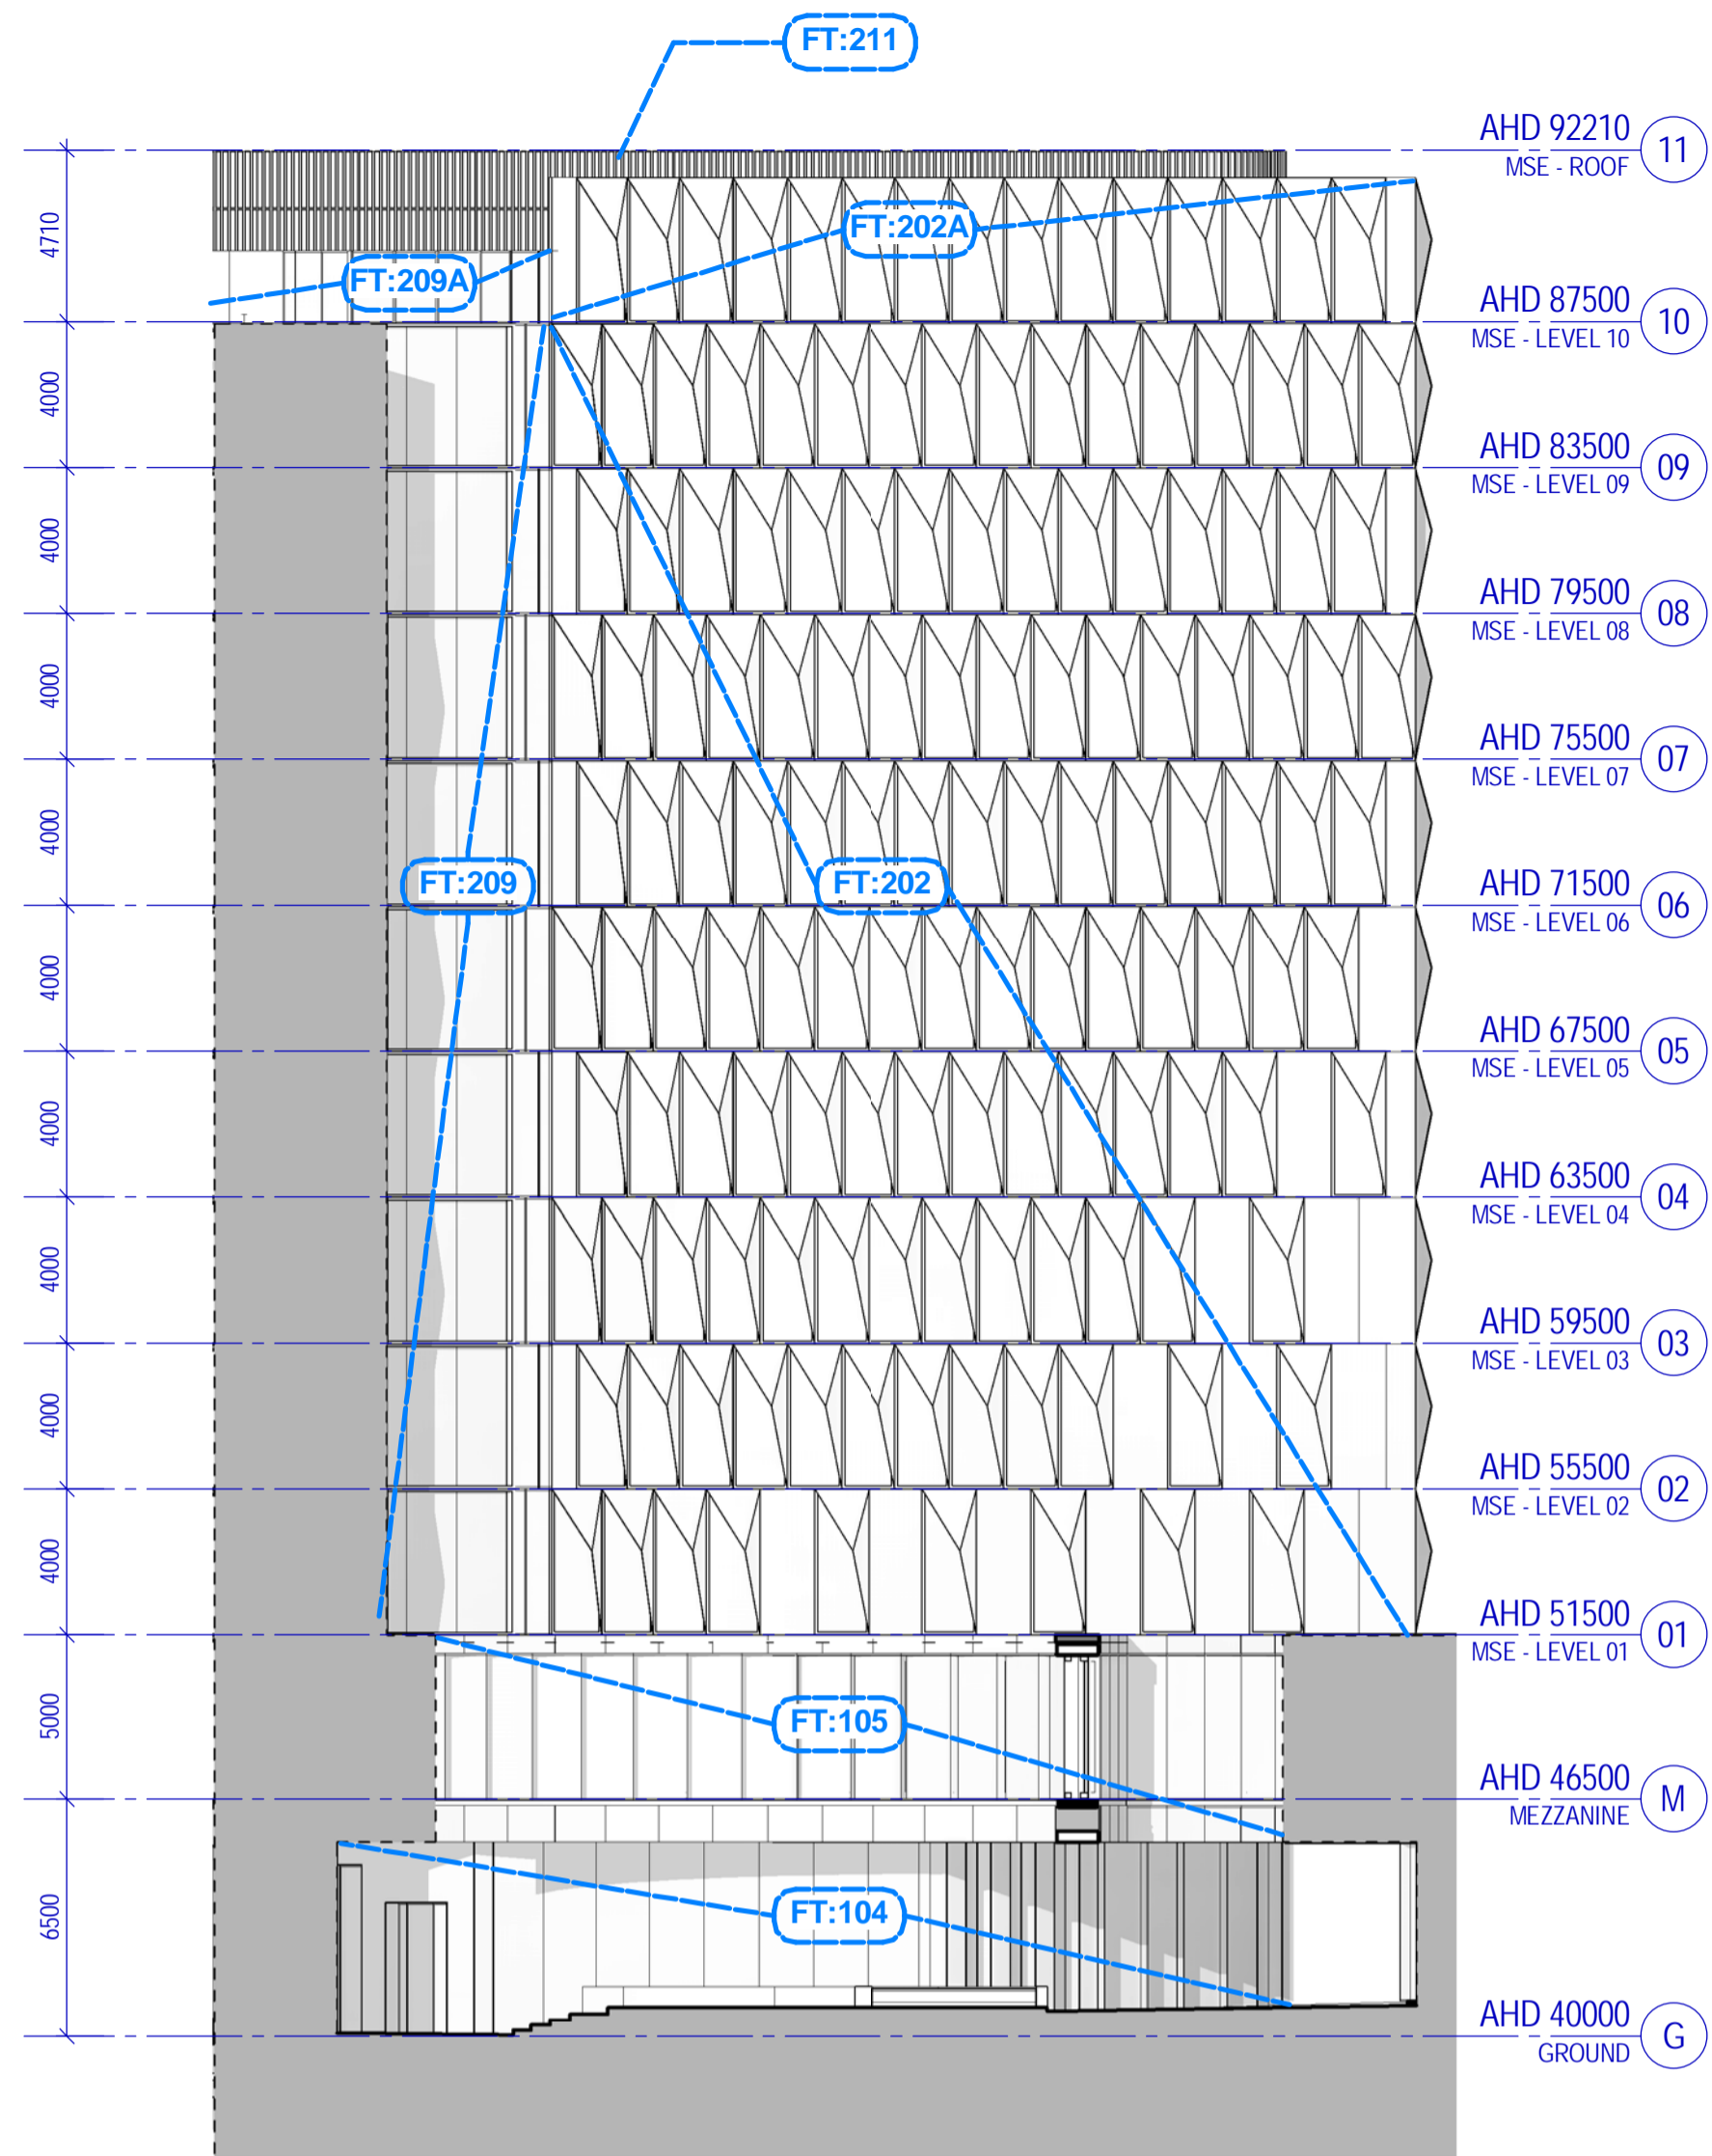 FT:211
AHD 92210
11
MSE - ROOF
4710
FT:202A
FT:209A
AHD 87500
10
MSE - LEVEL 10
4000
AHD 83500
09
MSE - LEVEL 09
4000
AHD 79500
08
MSE - LEVEL 08
4000
AHD 75500
07
MSE - LEVEL 07
4000
FT:209
FT:202
AHD 71500
06
MSE - LEVEL 06
4000
AHD 67500
05
MSE - LEVEL 05
4000
AHD 63500
04
MSE - LEVEL 04
4000
AHD 59500
03
MSE - LEVEL 03
4000
AHD 55500
02
MSE - LEVEL 02
4000
AHD 51500
01
MSE - LEVEL 01
5000
FT:105
AHD 46500
M
MEZZANINE
6500
FT:104
AHD 40000
G
GROUND